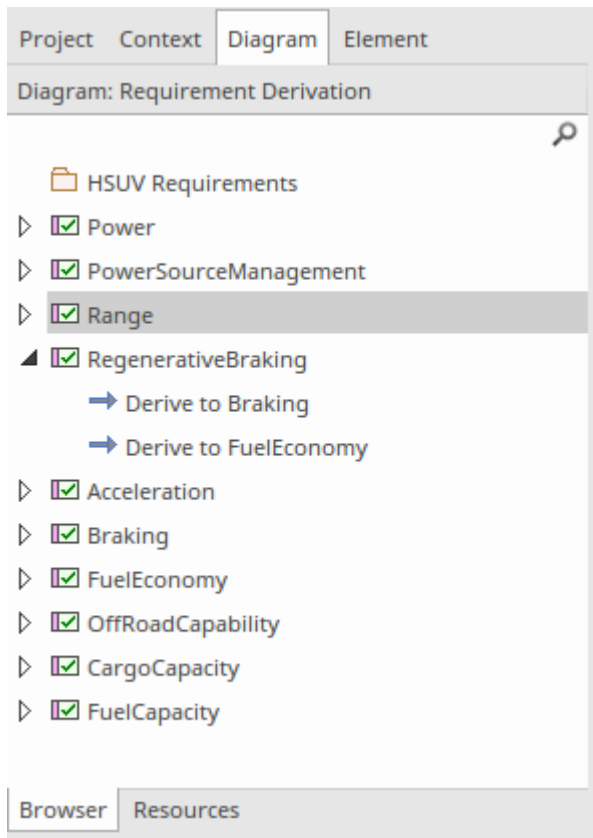 Project Context Diagram Element
Diagram: Requirement Derivation
HSUV Requirements
Power
PowerSourceManagement
Range
RegenerativeBraking
Derive to Braking
Derive to FuelEconomy
Acceleration
Braking
FuelEconomy
OffRoadCapability
CargoCapacity
FuelCapacity
Browser Resources